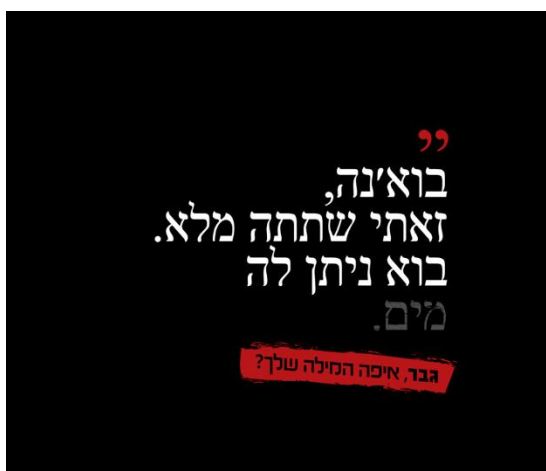 ”
בוא'נה,
זאתי שתתה מלא.
בוא ניתן לה
מים.
גבר, איפה המילה שלך?